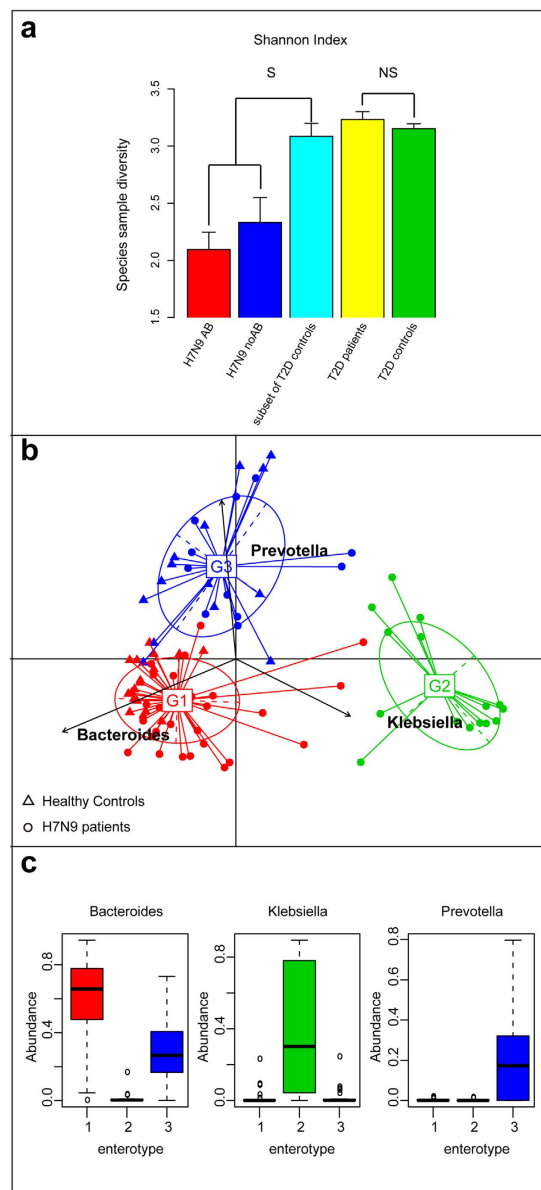 a
Shannon Index
S
NS
Species sample diversity
3.5
3.0
2.5
2.0
1.5
H7N9 AB
H7N9 noAB
subset of T2D controls
T2D patients
T2D controls
b
Prevotella
G3
G2
Klebsiella
G1
Bacteroides
Healthy Controls
H7N9 patients
c
Bacteroides
Abundance
0.8
0.4
0.0
1 2 3
enterotype
Klebsiella
Abundance
0.8
0.4
0.0
1 2 3
enterotype
Prevotella
Abundance
0.8
0.6
0.4
0.2
0.0
1 2 3
enterotype